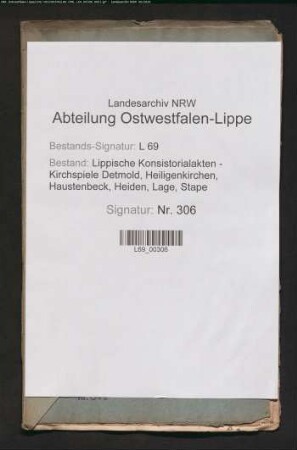 Landesarchiv NRW
Abteilung Ostwestfalen-Lippe
Bestands-Signatur: L 69
Bestand: Lippische Konsistorialakten -
Kirchspiele Detmold, Heiligenkirchen,
Haustenbeck, Heiden, Lage, Stape
Signatur: Nr. 306
L69_00306